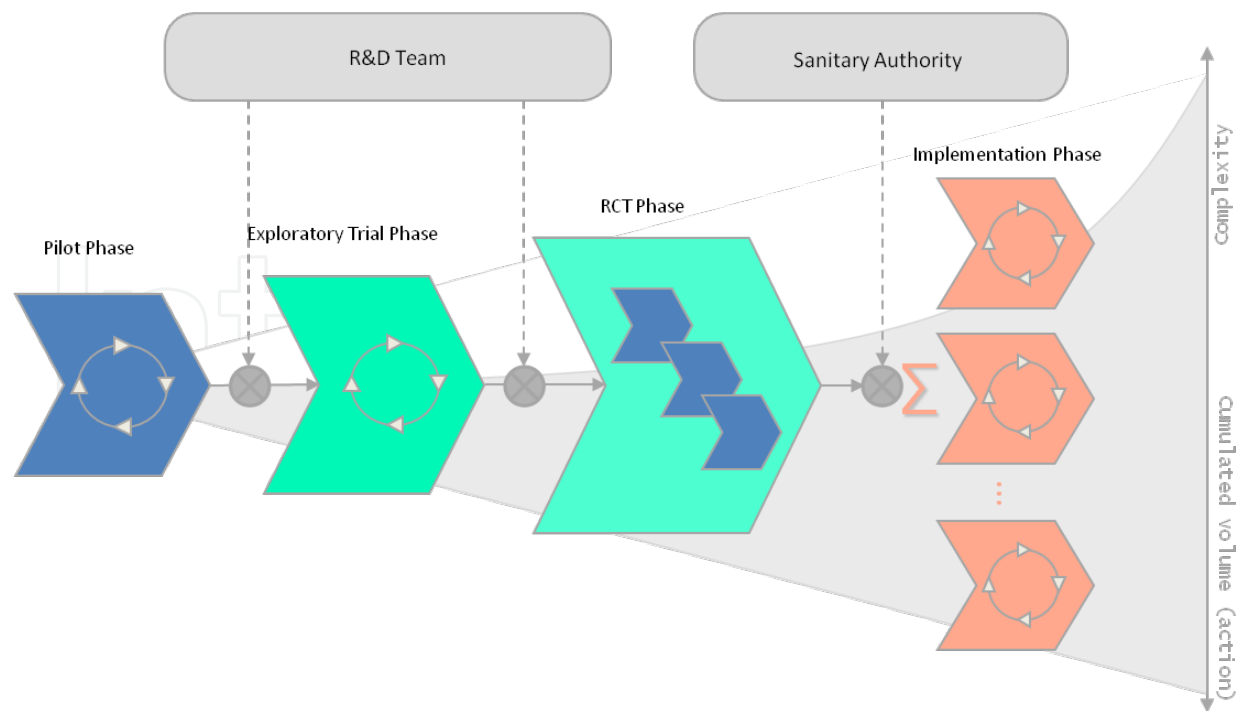 R&D Team
Sanitary Authority
Implementation Phase
RCT Phase
Exploratory Trial Phase
Pilot Phase
Complexity
Σ
...
Cumulated volume (action)